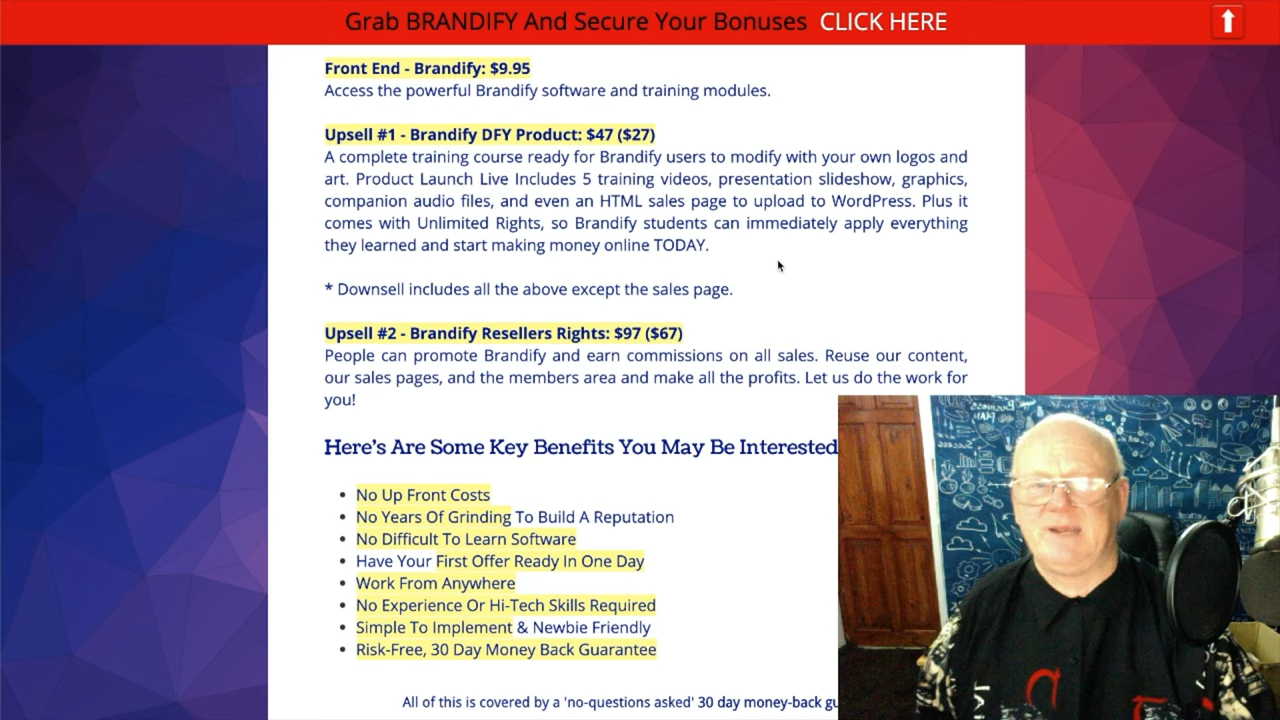 Grab BRANDIFY And Secure Your Bonuses CLICK HERE
Front End - Brandify: $9.95
Access the powerful Brandify software and training modules.
Upsell #1 - Brandify DFY Product: $47 ($27)
A complete training course ready for Brandify users to modify with your own logos and
art. Product Launch Live Includes 5 training videos, presentation slideshow, graphics,
companion audio files, and even an HTML sales page to upload to WordPress. Plus it
comes with Unlimited Rights, so Brandify students can immediately apply everything
they learned and start making money online TODAY.
* Downsell includes all the above except the sales page.
Upsell #2 - Brandify Resellers Rights: $97 ($67)
People can promote Brandify and earn commissions on all sales. Reuse our content,
our sales pages, and the members area and make all the profits. Let us do the work for
you!
Here's Are Some Key Benefits You May Be Interested
No Up Front Costs
No Years Of Grinding To Build A Reputation
No Difficult To Learn Software
Have Your First Offer Ready In One Day
Work From Anywhere
No Experience Or Hi-Tech Skills Required
Simple To Implement & Newbie Friendly
Risk-Free, 30 Day Money Back Guarantee
All of this is covered by a 'no-questions asked' 30 day money-back